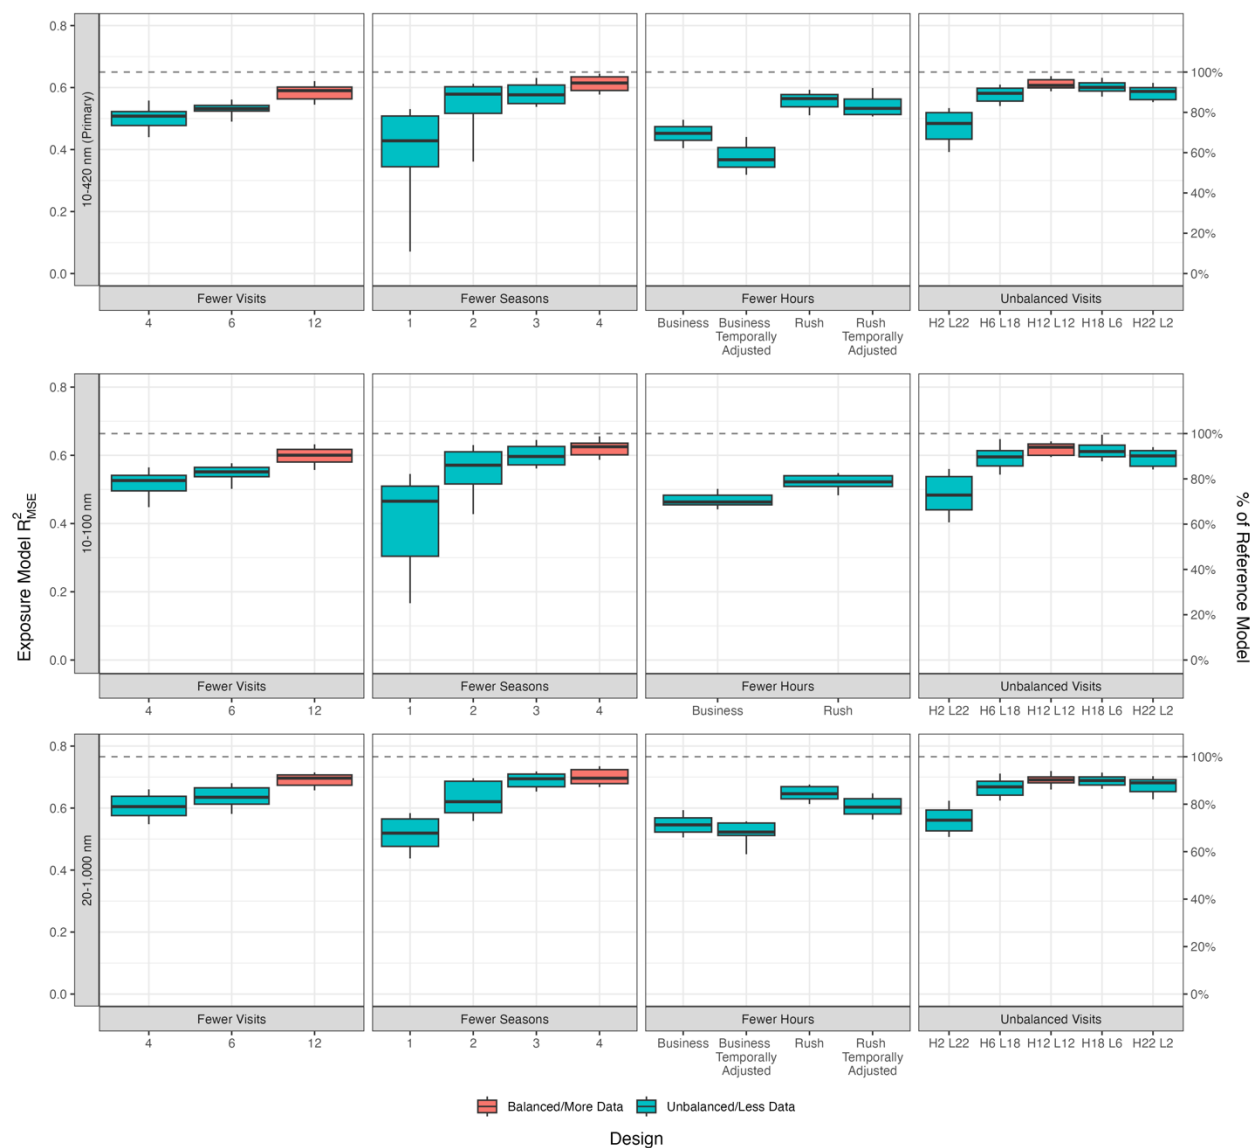 0.8
0.6
0.4
0.2
0.0
10-420 nm (Primary)
100%
80%
60%
40%
20%
0%
Fewer Visits
Fewer Seasons
Fewer Hours
Unbalanced Visits
4 6 12
1 2 3 4
Business Business Temporally Adjusted Rush Rush Temporally Adjusted
H2 L22 H6 L18 H12 L12 H18 L6 H22 L2
0.8
0.6
0.4
0.2
0.0
Exposure Model R²MSE
10-100 nm
100%
80%
60%
40%
20%
0%
% of Reference Model
Fewer Visits
Fewer Seasons
Fewer Hours
Unbalanced Visits
4 6 12
1 2 3 4
Business Rush
H2 L22 H6 L18 H12 L12 H18 L6 H22 L2
0.8
0.6
0.4
0.2
0.0
20-1,000 nm
100%
80%
60%
40%
20%
0%
Fewer Visits
Fewer Seasons
Fewer Hours
Unbalanced Visits
4 6 12
1 2 3 4
Business Business Temporally Adjusted Rush Rush Temporally Adjusted
H2 L22 H6 L18 H12 L12 H18 L6 H22 L2
Balanced/More Data Unbalanced/Less Data
Design